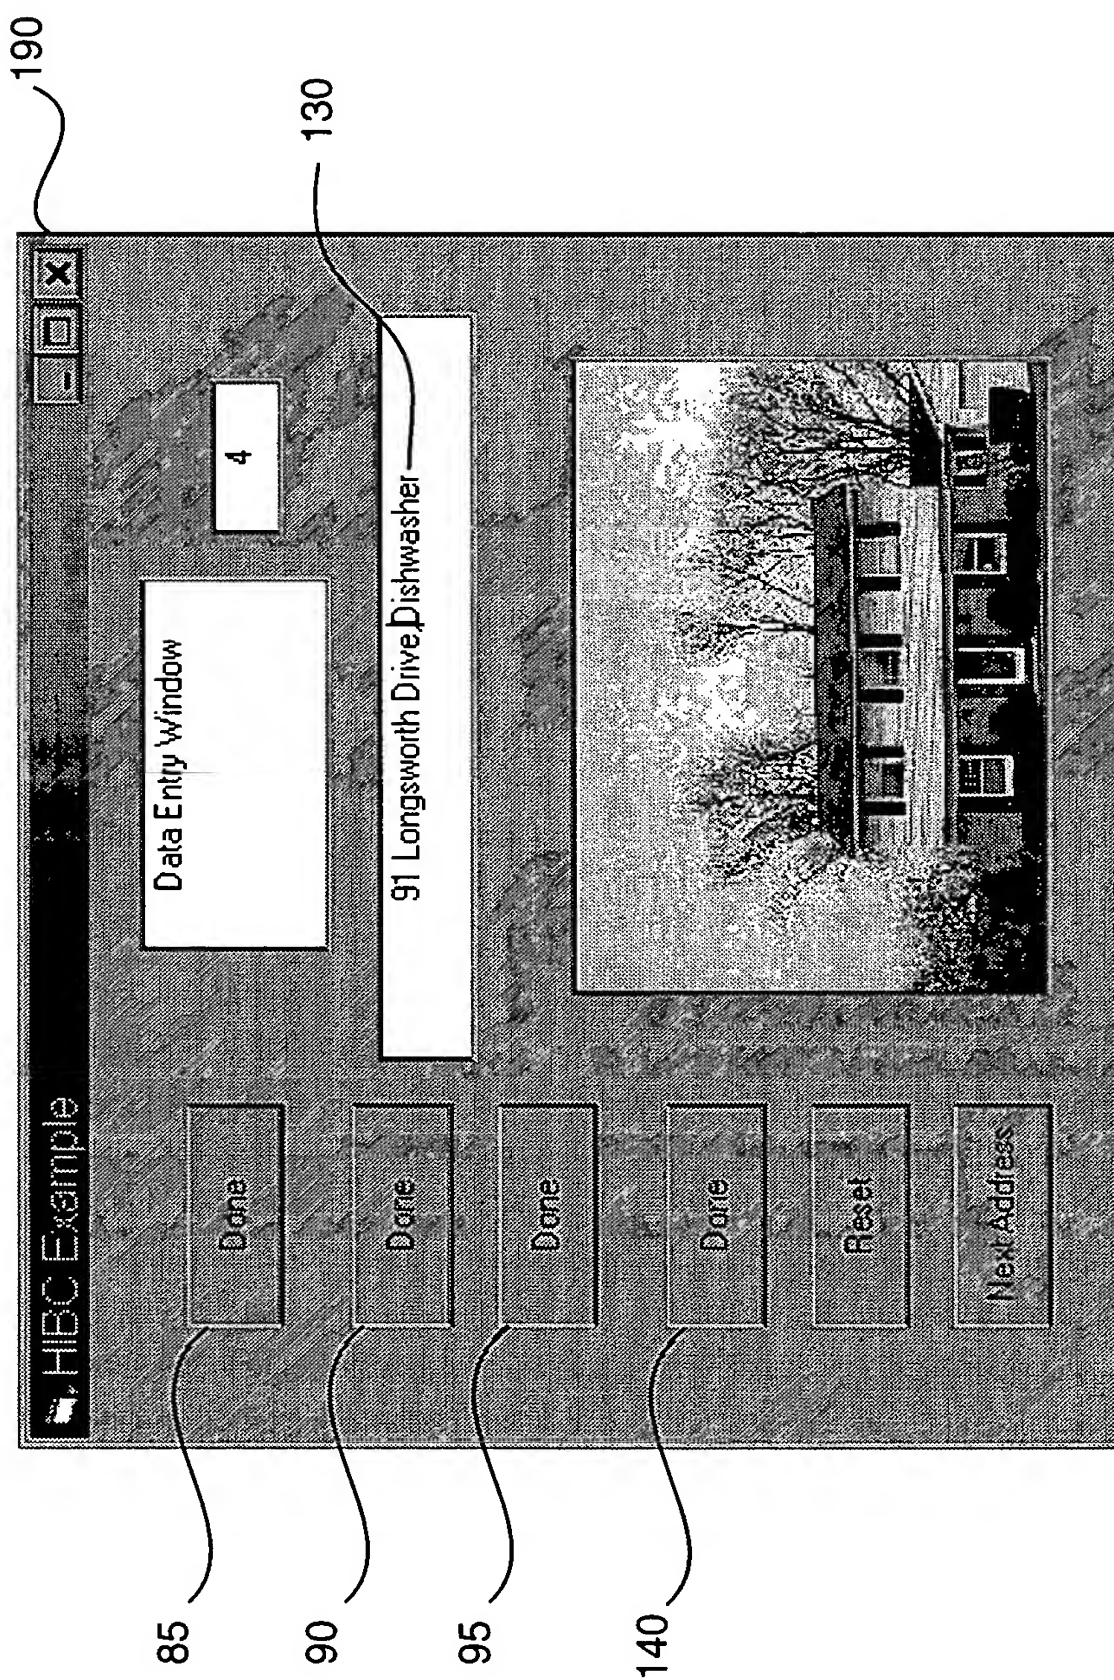 190
130
HIBC Example
Data Entry Window
4
91 Longsworth Drive,Dishwasher
Done
Done
Done
Done
Reset
Next Address
85
90
95
140